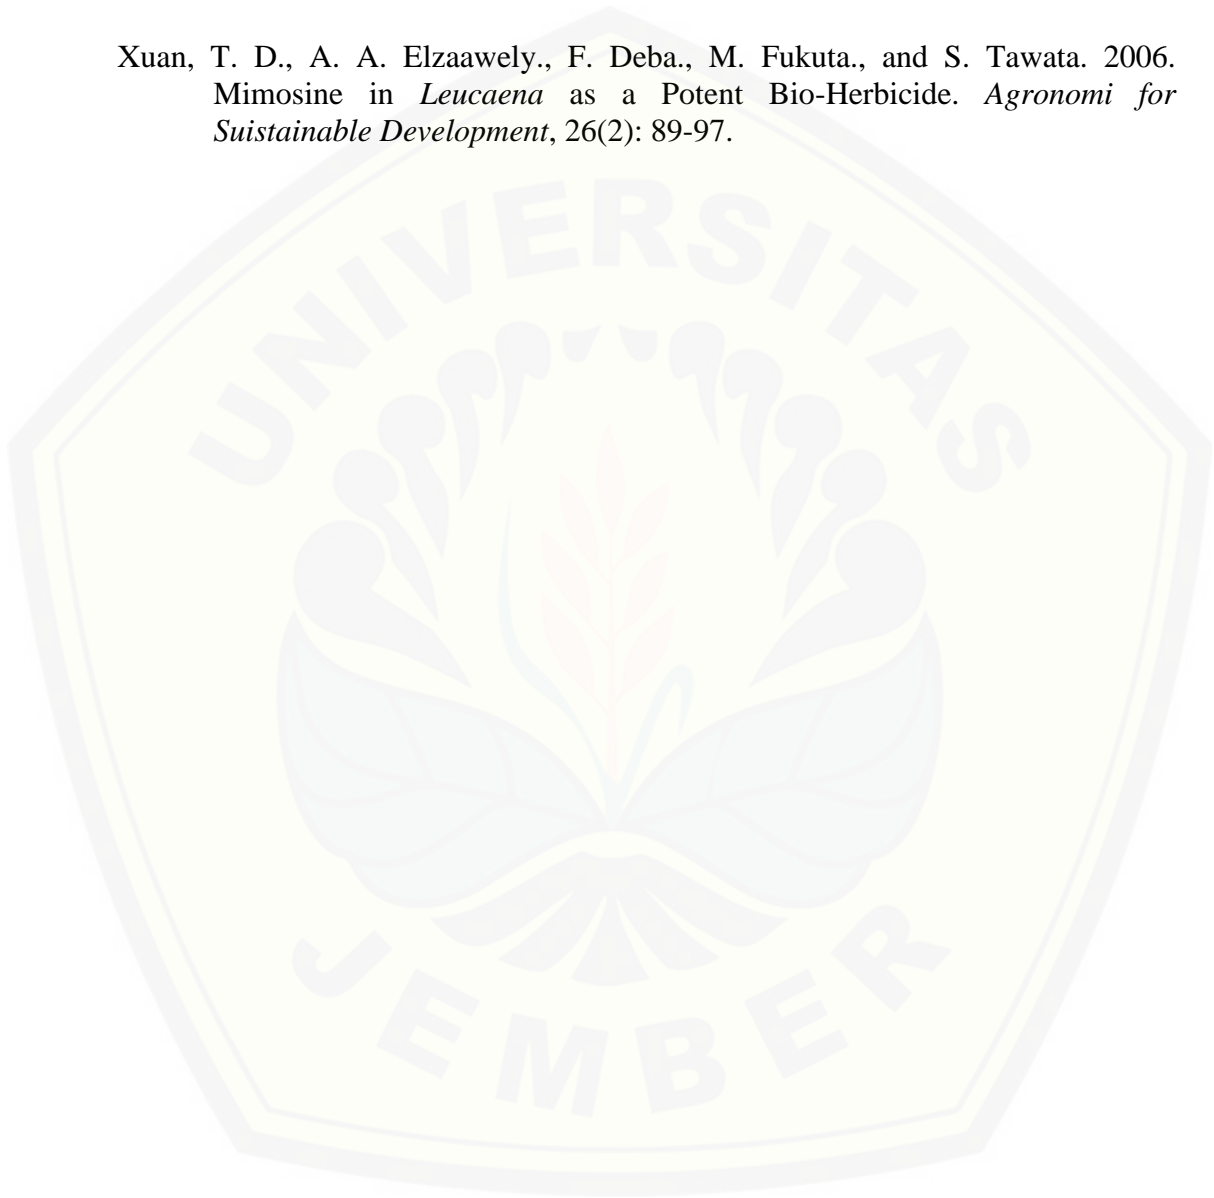 Xuan, T. D., A. A. Elzaawely., F. Deba., M. Fukuta., and S. Tawata. 2006.
Mimosine in Leucaena as a Potent Bio-Herbicide. Agronomi for
Suistainable Development, 26(2): 89-97.
UNIVERSITAS
JEMBER